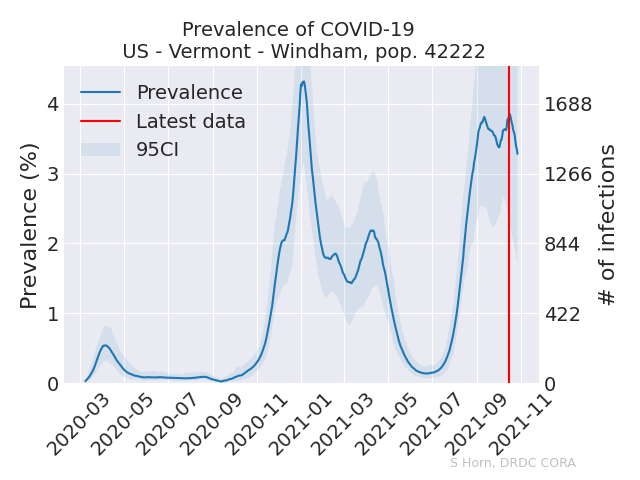 Prevalence of COVID-19
US - Vermont - Windham, pop. 42222
Prevalence
Latest data
95CI
Prevalence (%)
4
3
2
1
0
1688
1266
844
422
0
# of infections
2020-03
2020-05
2020-07
2020-09
2020-11
2021-01
2021-03
2021-05
2021-07
2021-09
2021-11
S Horn, DRDC CORA